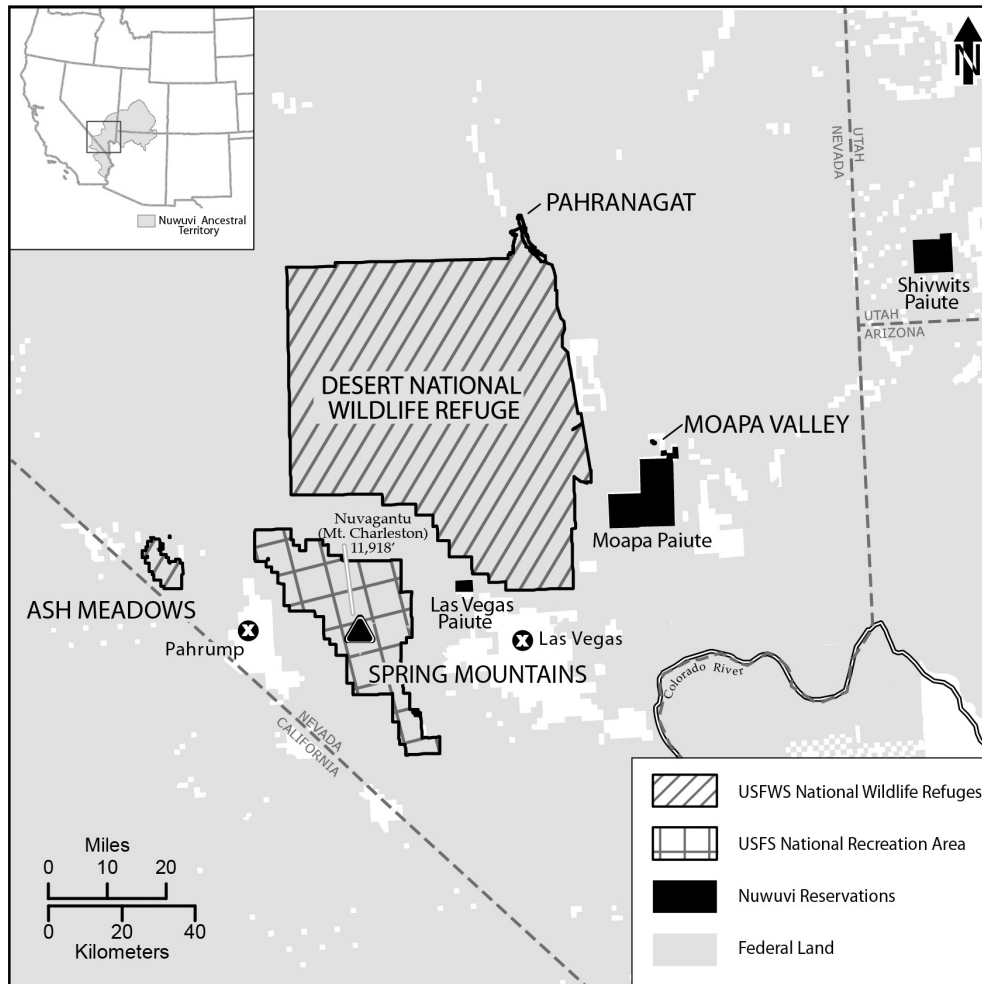 N
Nuwuvi Ancestral
Territory
PAHRANAGAT
NEVADA
UTAH
Shivwits
Paiute
UTAH
ARIZONA
DESERT NATIONAL
WILDLIFE REFUGE
MOAPA VALLEY
Moapa Paiute
Nuvagantu
(Mt. Charleston)
11,918'
ASH MEADOWS
Las Vegas
Paiute
Pahrump
X
X
Las Vegas
SPRING MOUNTAINS
Colorado River
NEVADA
CALIFORNIA
USFWS National Wildlife Refuges
USFS National Recreation Area
Nuwuvi Reservations
Federal Land
Miles
0 10 20
0 20 40
Kilometers